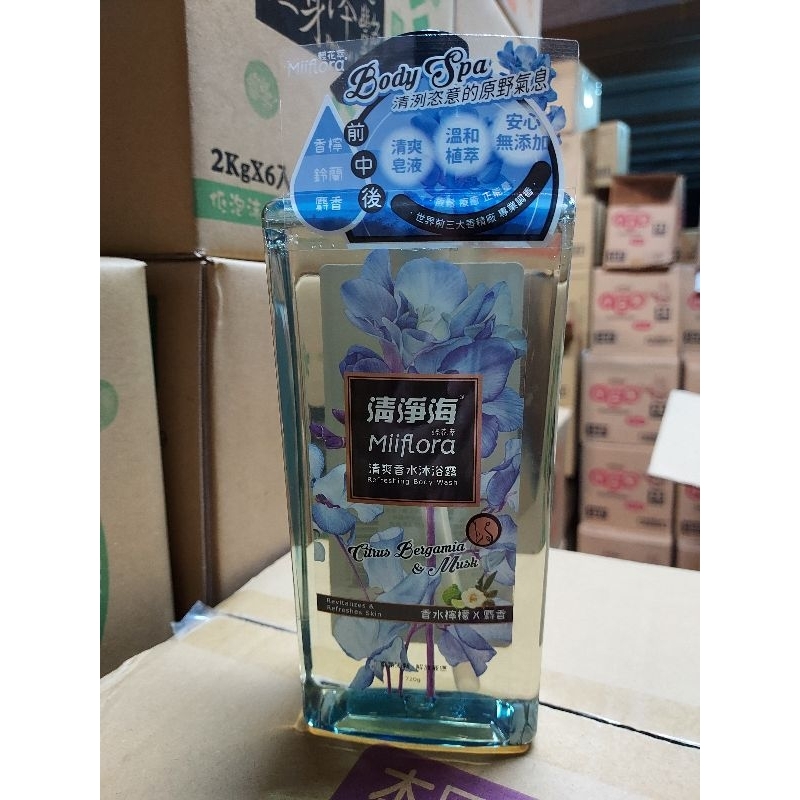 2KgX6入
Miiflora
Body Spa
清洌恣意的原野氣息
前 香檸
中 鈴蘭
後 麝香
清爽
皂液
溫和
植萃
安心
無添加
世界前三大香精廠 專業調香
清淨海
Miiflora
清爽香水沐浴露
Refreshing Body Wash
Citrus Bergamia
& Musk
Revitalizes &
Refreshes Skin
香水檸檬 X 麝香
720g